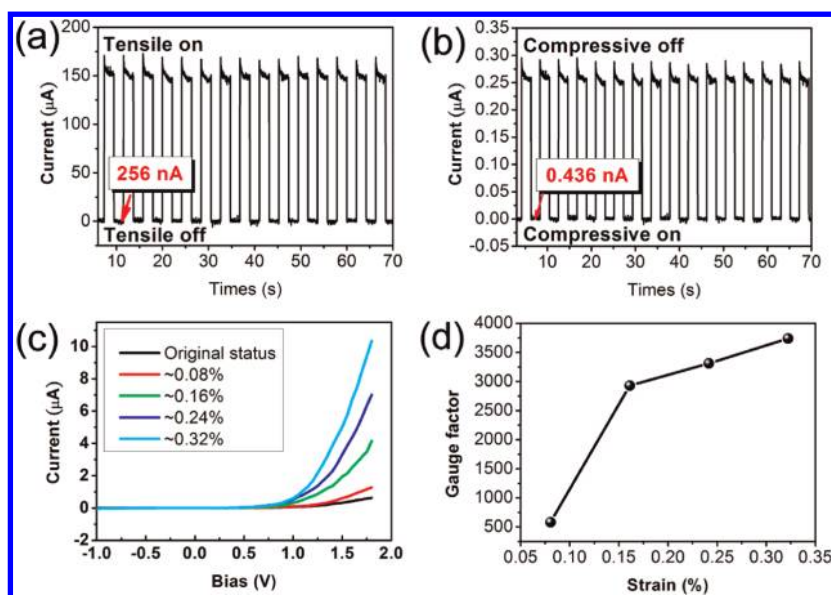 (a)
Tensile on
200
150
100
50
0
Current (μA)
256 nA
Tensile off
10 20 30 40 50 60 70
Times (s)
(b)
Compressive off
0.35
0.30
0.25
0.20
0.15
0.10
0.05
0.00
-0.05
Current (μA)
0.436 nA
Compressive on
10 20 30 40 50 60 70
Times (s)
(c)
Original status
~0.08%
~0.16%
~0.24%
~0.32%
10
8
6
4
2
0
-2
Current (μA)
-1.0 -0.5 0.0 0.5 1.0 1.5 2.0
Bias (V)
(d)
4000
3500
3000
2500
2000
1500
1000
500
Gauge factor
0.05 0.10 0.15 0.20 0.25 0.30 0.35
Strain (%)